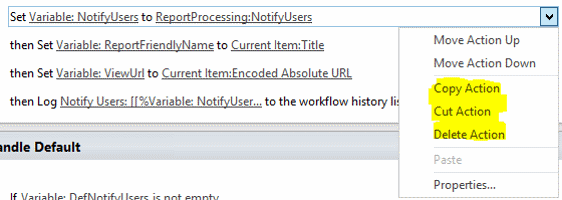 Set Variable: NotifyUsers to ReportProcessing:NotifyUsers
then Set Variable: ReportFriendlyName to Current Item:Title
then Set Variable: ViewUrl to Current Item:Encoded Absolute URL
then Log Notify Users: [[%Variable: NotifyUser... to the workflow history lis
Move Action Up
Move Action Down
Copy Action
Cut Action
Delete Action
Paste
Properties...
andle Default
If Variable: DefNotifyUsers is not empty